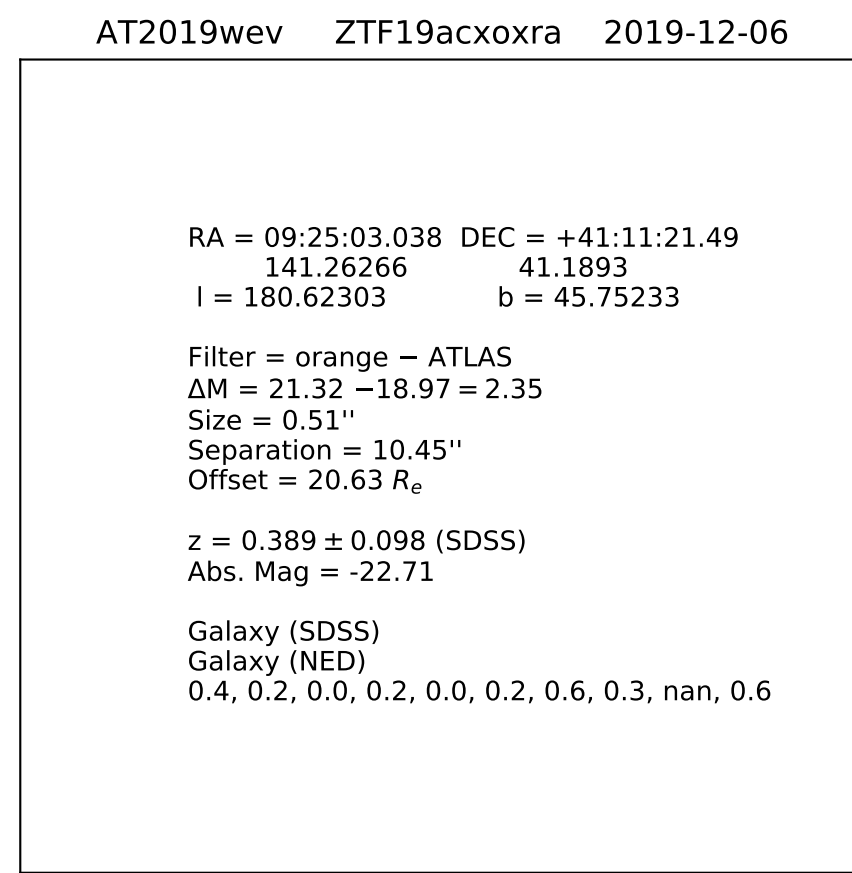 AT2019wev ZTF19acxoxra 2019-12-06
RA = 09:25:03.038 DEC = +41:11:21.49
141.26266 41.1893
l = 180.62303 b = 45.75233
Filter = orange − ATLAS
ΔM = 21.32 −18.97 = 2.35
Size = 0.51''
Separation = 10.45''
Offset = 20.63 Rₑ
z = 0.389 ± 0.098 (SDSS)
Abs. Mag = -22.71
Galaxy (SDSS)
Galaxy (NED)
0.4, 0.2, 0.0, 0.2, 0.0, 0.2, 0.6, 0.3, nan, 0.6